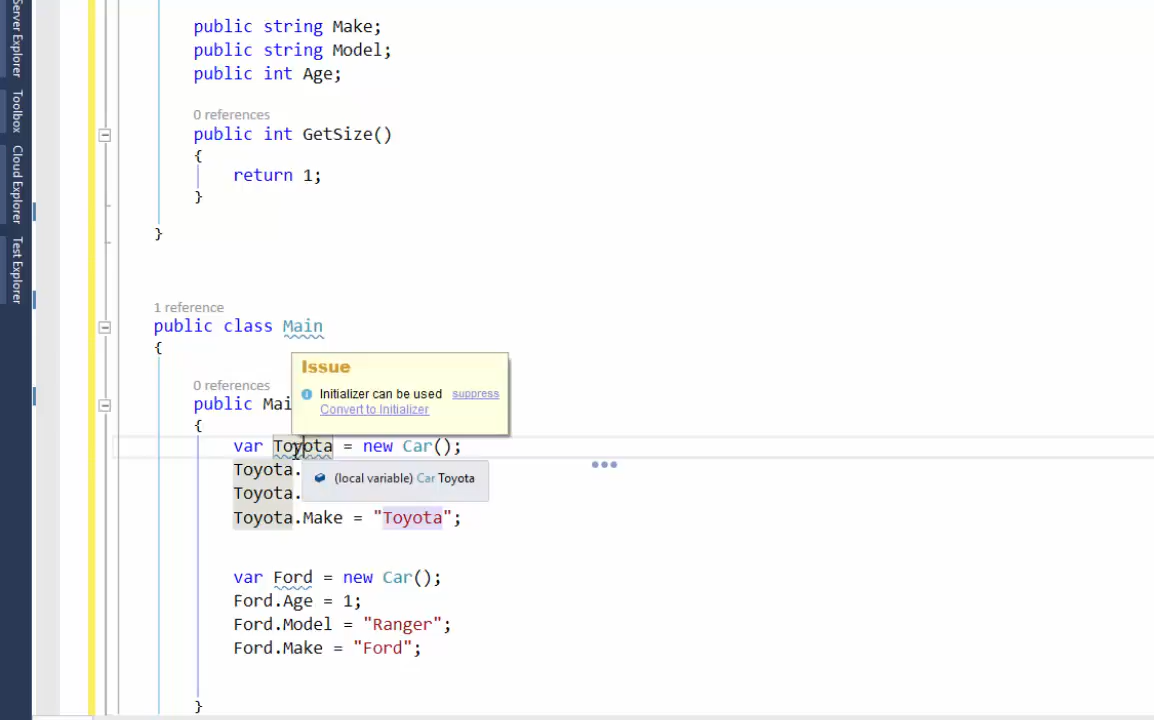 Server Explorer
Toolbox
Cloud Explorer
Test Explorer
public string Make;
public string Model;
public int Age;
0 references
public int GetSize()
{
return 1;
}
}
1 reference
public class Main
{
Issue
0 references
Initializer can be used suppress
public Mai
Convert to Initializer
{
var Toyota = new Car();
Toyota.
(local variable) Car Toyota
Toyota.
Toyota.Make = "Toyota";
var Ford = new Car();
Ford.Age = 1;
Ford.Model = "Ranger";
Ford.Make = "Ford";
}